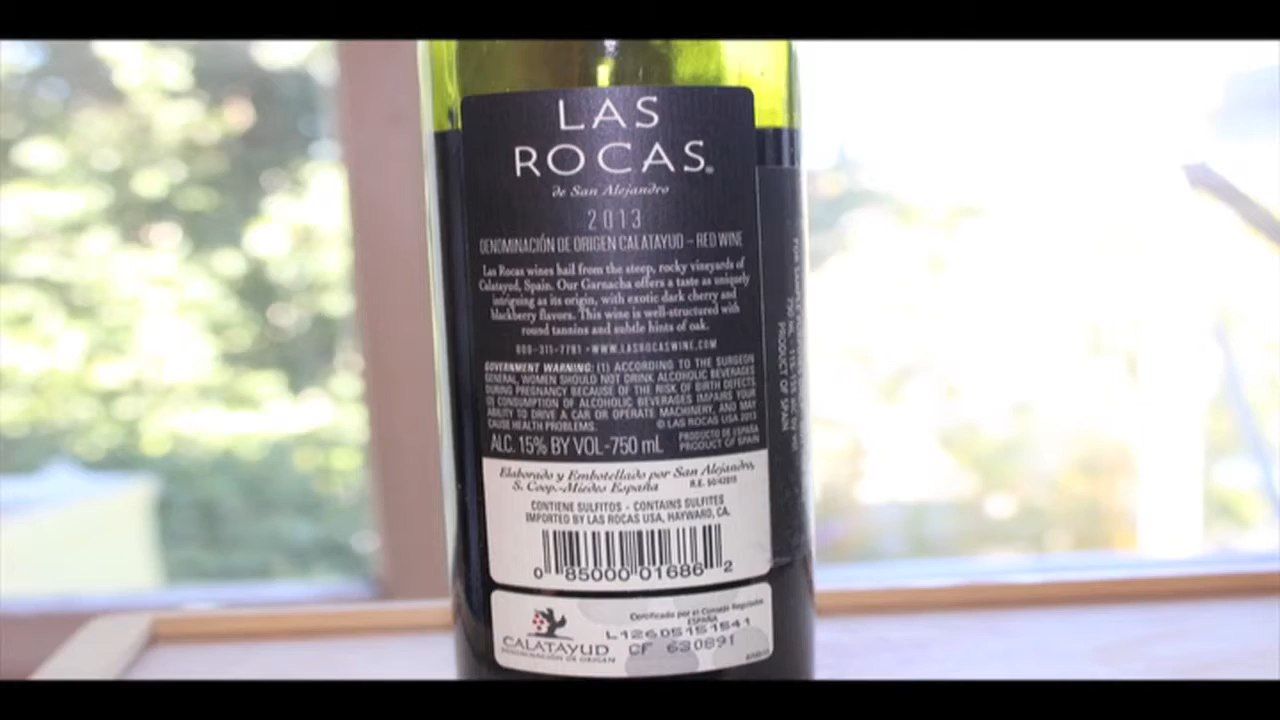 LAS
ROCAS
de San Alejandro
2013
DENOMINACIÓN DE ORIGEN CALATAYUD – RED WINE
Las Rocas wines hail from the steep, rocky vineyards of
Calatayud, Spain. Our Garnacha offers a taste as uniquely
intriguing as its origin, with exotic dark cherry and
blackberry flavors. This wine is well-structured with
round tannins and subtle hints of oak.
800-311-7781 • WWW.LASROCASWINE.COM
GOVERNMENT WARNING: (1) ACCORDING TO THE SURGEON
GENERAL, WOMEN SHOULD NOT DRINK ALCOHOLIC BEVERAGES
DURING PREGNANCY BECAUSE OF THE RISK OF BIRTH DEFECTS.
(2) CONSUMPTION OF ALCOHOLIC BEVERAGES IMPAIRS YOUR
ABILITY TO DRIVE A CAR OR OPERATE MACHINERY, AND MAY
CAUSE HEALTH PROBLEMS. © LAS ROCAS USA 2013
ALC. 15% BY VOL-750 mL
PRODUCTO DE ESPAÑA
PRODUCT OF SPAIN
Elaborado y Embotellado por San Alejandro,
S. Coop.-Miedes España R.E.
CONTIENE SULFITOS - CONTAINS SULFITES
IMPORTED BY LAS ROCAS USA, HAYWARD, CA.
0 85000 01686 2
Certificado por el Consejo Regulador
ESPAÑA
L12605151541
CF 630891
CALATAYUD
DENOMINACIÓN DE ORIGEN
PRODUCT OF SPAIN